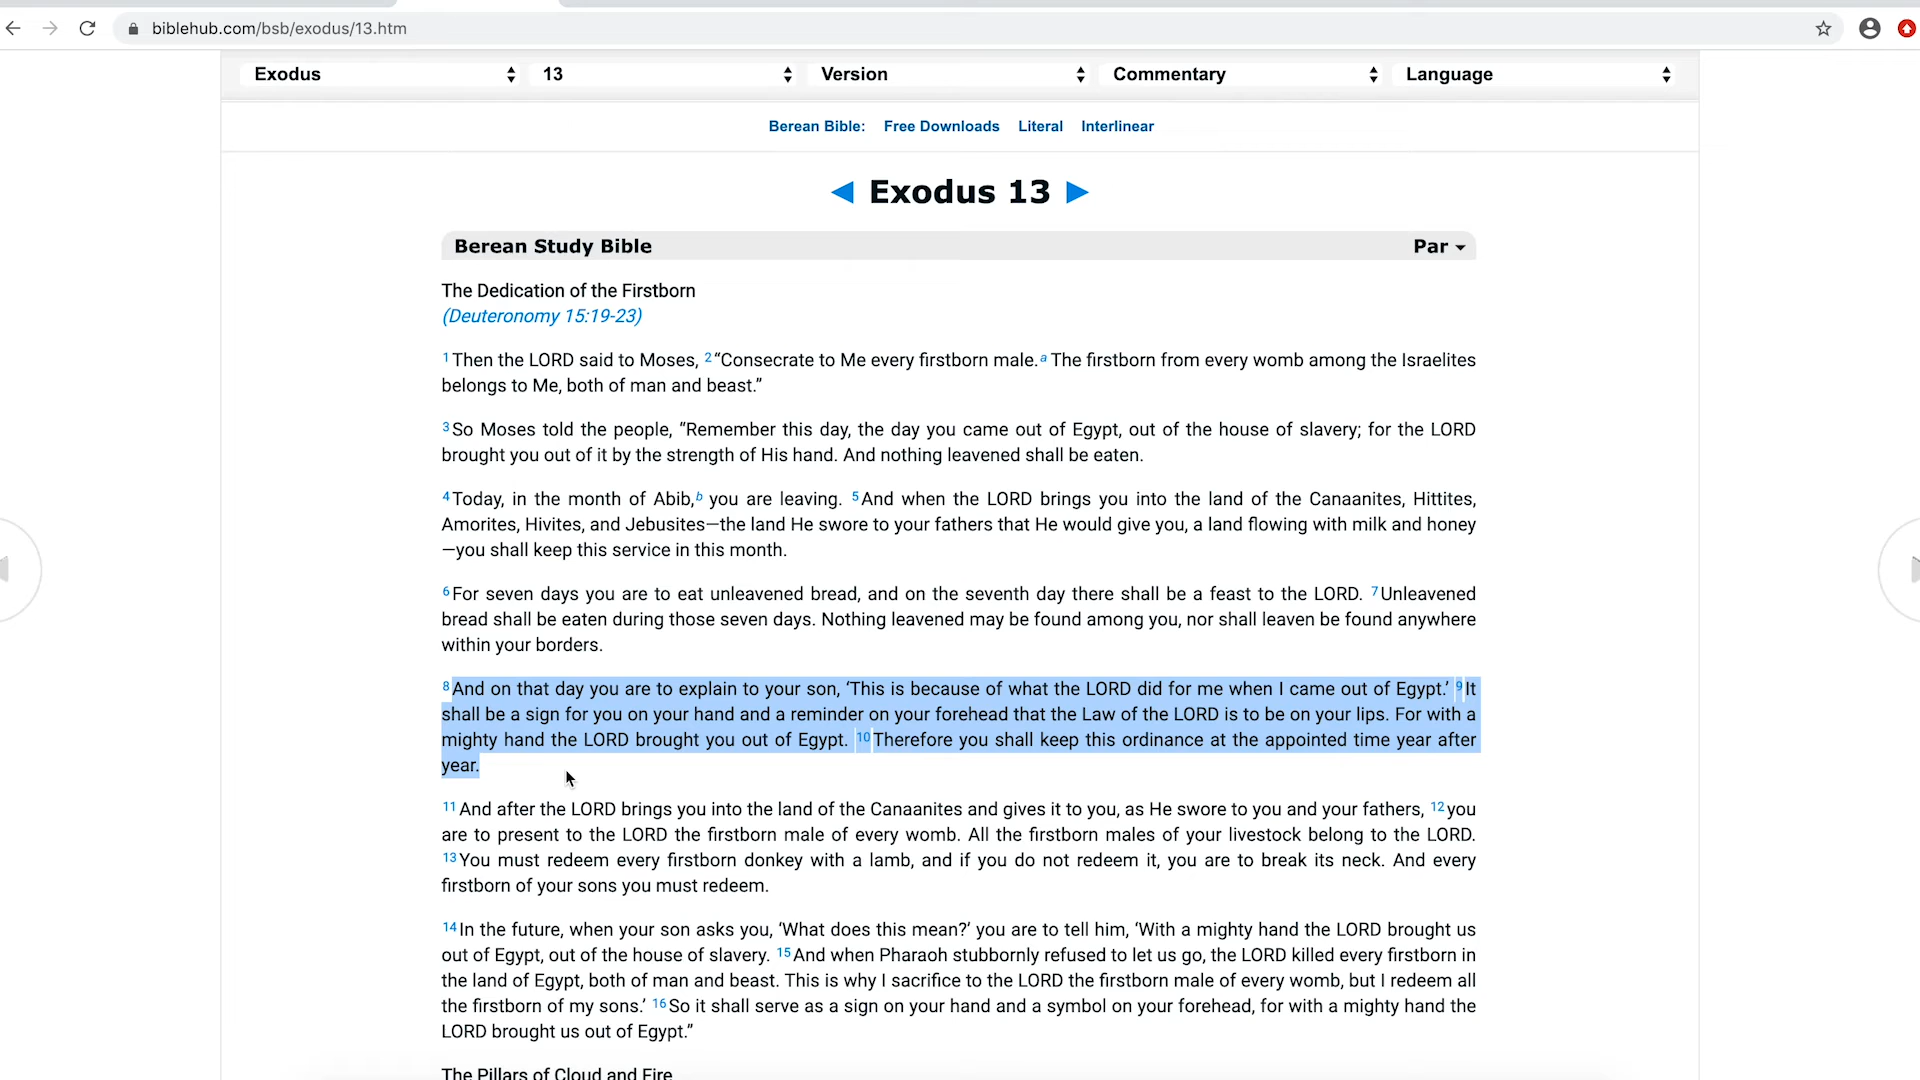 biblehub.com/bsb/exodus/13.htm
Exodus 13 Version Commentary Language
Berean Bible: Free Downloads Literal Interlinear
Exodus 13
Berean Study Bible Par
The Dedication of the Firstborn
(Deuteronomy 15:19-23)
1 Then the LORD said to Moses, 2 “Consecrate to Me every firstborn male. a The firstborn from every womb among the Israelites
belongs to Me, both of man and beast.”
3 So Moses told the people, “Remember this day, the day you came out of Egypt, out of the house of slavery; for the LORD
brought you out of it by the strength of His hand. And nothing leavened shall be eaten.
4 Today, in the month of Abib, b you are leaving. 5 And when the LORD brings you into the land of the Canaanites, Hittites,
Amorites, Hivites, and Jebusites—the land He swore to your fathers that He would give you, a land flowing with milk and honey
—you shall keep this service in this month.
6 For seven days you are to eat unleavened bread, and on the seventh day there shall be a feast to the LORD. 7 Unleavened
bread shall be eaten during those seven days. Nothing leavened may be found among you, nor shall leaven be found anywhere
within your borders.
8 And on that day you are to explain to your son, ‘This is because of what the LORD did for me when I came out of Egypt.’ 9 It
shall be a sign for you on your hand and a reminder on your forehead that the Law of the LORD is to be on your lips. For with a
mighty hand the LORD brought you out of Egypt. 10 Therefore you shall keep this ordinance at the appointed time year after
year.
11 And after the LORD brings you into the land of the Canaanites and gives it to you, as He swore to you and your fathers, 12 you
are to present to the LORD the firstborn male of every womb. All the firstborn males of your livestock belong to the LORD.
13 You must redeem every firstborn donkey with a lamb, and if you do not redeem it, you are to break its neck. And every
firstborn of your sons you must redeem.
14 In the future, when your son asks you, ‘What does this mean?’ you are to tell him, ‘With a mighty hand the LORD brought us
out of Egypt, out of the house of slavery. 15 And when Pharaoh stubbornly refused to let us go, the LORD killed every firstborn in
the land of Egypt, both of man and beast. This is why I sacrifice to the LORD the firstborn male of every womb, but I redeem all
the firstborn of my sons.’ 16 So it shall serve as a sign on your hand and a symbol on your forehead, for with a mighty hand the
LORD brought us out of Egypt.”
The Pillars of Cloud and Fire